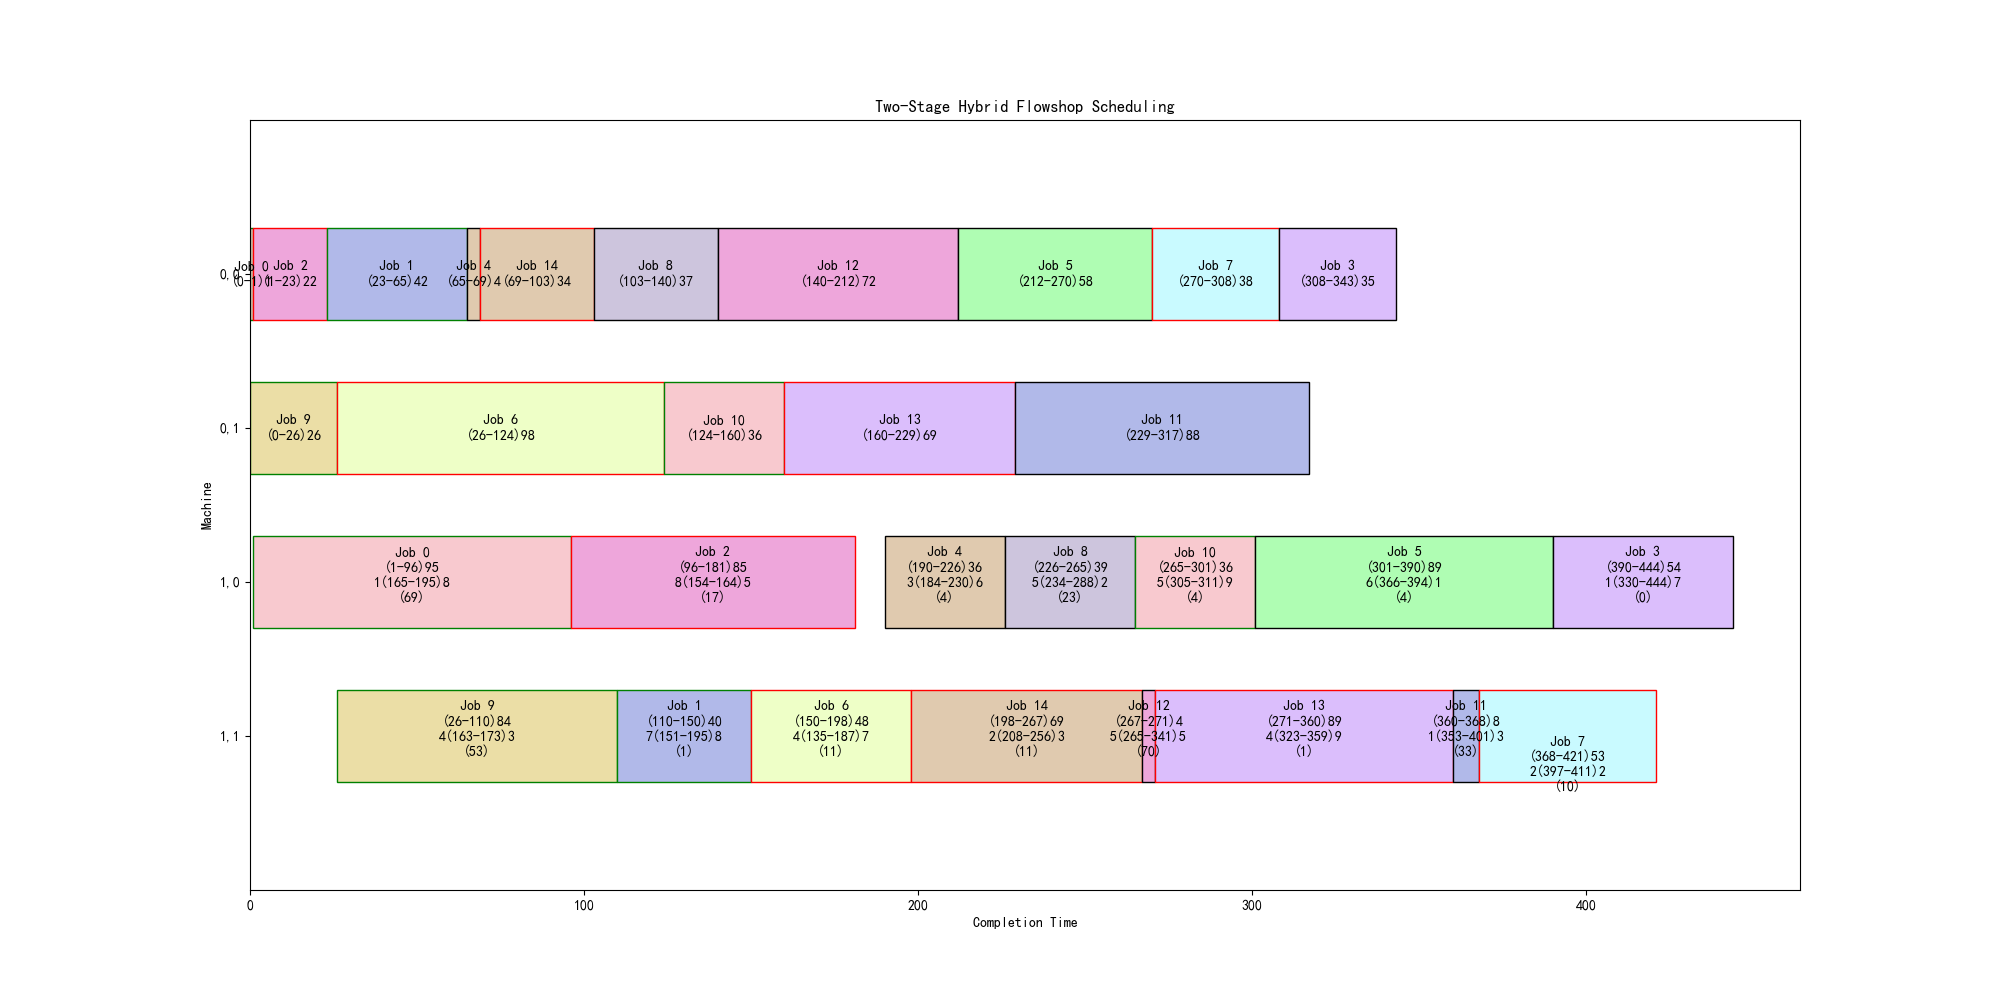 Two-Stage Hybrid Flowshop Scheduling
Machine
0,0
Job 0
(0-1)1
Job 2
(1-23)22
Job 1
(23-65)42
Job 4
(65-69)4
Job 14
(69-103)34
Job 8
(103-140)37
Job 12
(140-212)72
Job 5
(212-270)58
Job 7
(270-308)38
Job 3
(308-343)35
0,1
Job 9
(0-26)26
Job 6
(26-124)98
Job 10
(124-160)36
Job 13
(160-229)69
Job 11
(229-317)88
1,0
Job 0
(1-96)95
1(165-195)8
(69)
Job 2
(96-181)85
8(154-164)5
(17)
Job 4
(190-226)36
3(184-230)6
(4)
Job 8
(226-265)39
5(234-288)2
(23)
Job 10
(265-301)36
5(305-311)9
(4)
Job 5
(301-390)89
6(366-394)1
(4)
Job 3
(390-444)54
1(330-444)7
(0)
1,1
Job 9
(26-110)84
4(163-173)3
(53)
Job 1
(110-150)40
7(151-195)8
(1)
Job 6
(150-198)48
4(135-187)7
(11)
Job 14
(198-267)69
2(208-256)3
(11)
Job 12
(267-271)4
5(265-341)5
(70)
Job 13
(271-360)89
4(323-359)9
(1)
Job 11
(360-368)8
1(353-401)3
(33)
Job 7
(368-421)53
2(397-411)2
(10)
0
100
200
300
400
Completion Time